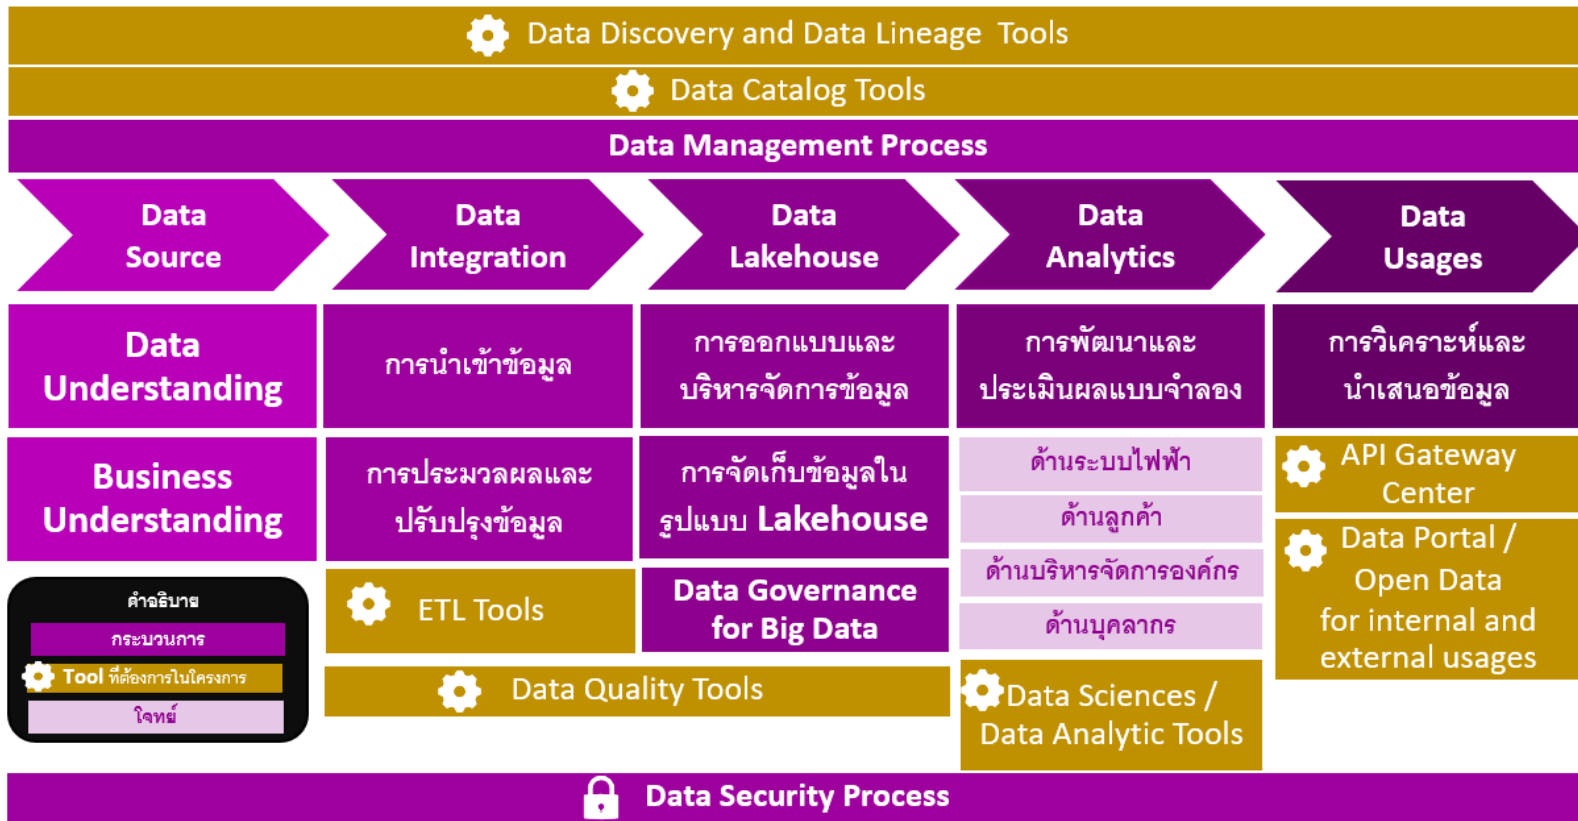 Data Discovery and Data Lineage Tools
Data Catalog Tools
Data Management Process
Data
Source
Data
Integration
Data
Lakehouse
Data
Analytics
Data
Usages
Data
Understanding
การนำเข้าข้อมูล
การออกแบบและ
บริหารจัดการข้อมูล
การพัฒนาและ
ประเมินผลแบบจำลอง
การวิเคราะห์และ
นำเสนอข้อมูล
Business
Understanding
การประมวลผลและ
ปรับปรุงข้อมูล
การจัดเก็บข้อมูลใน
รูปแบบ Lakehouse
ด้านระบบไฟฟ้า
ด้านลูกค้า
ด้านบริหารจัดการองค์กร
ด้านบุคลากร
API Gateway
Center
Data Portal /
Open Data
for internal and
external usages
คำอธิบาย
กระบวนการ
Tool ที่ต้องการในโครงการ
โจทย์
ETL Tools
Data Governance
for Big Data
Data Quality Tools
Data Sciences /
Data Analytic Tools
Data Security Process